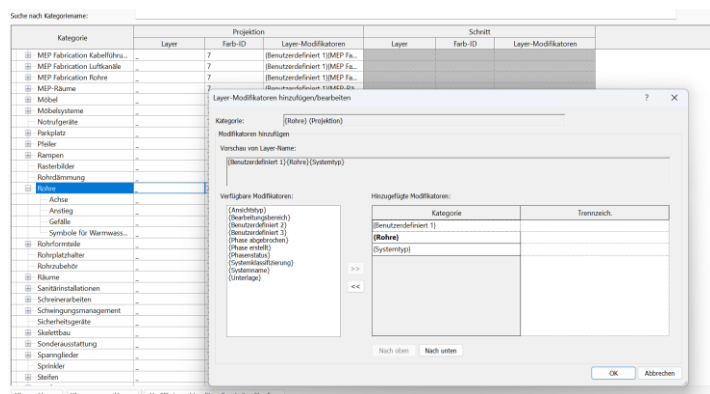 Suche nach Kategoriename:
Kategorie Projektion Schnitt
Layer Farb-ID Layer-Modifikatoren Layer Farb-ID Layer-Modifikatoren
MEP Fabrication Kabelführu... _ 7 {Benutzerdefiniert 1}{MEP Fa...
MEP Fabrication Luftkanäle _ 7 {Benutzerdefiniert 1}{MEP Fa...
MEP Fabrication Rohre _ 7 {Benutzerdefiniert 1}{MEP Fa...
MEP-Räume _ 7 {Benutzerdefiniert 1}
Möbel _
Möbelsysteme _
Notrufgeräte _
Parkplatz _
Pfeiler _
Rampen _
Rasterbilder _
Rohrdämmung _
Rohre _
Achse _
Anstieg _
Gefälle _
Symbole für Warmwass... _
Rohrformteile _
Rohrplatzhalter _
Rohrzubehör _
Räume _
Sanitärinstallationen _
Schreinerarbeiten _
Schwingungsmanagement _
Sicherheitsgeräte _
Skelettbau _
Sonderausstattung _
Spannglieder _
Sprinkler _
Steifen _
Layer-Modifikatoren hinzufügen/bearbeiten ? X
Kategorie: {Rohre} (Projektion)
Modifikatoren hinzufügen
Vorschau von Layer-Name:
{Benutzerdefiniert 1}{Rohre}{Systemtyp}
Verfügbare Modifikatoren:
{Ansichtstyp}
{Bearbeitungsbereich}
{Benutzerdefiniert 2}
{Benutzerdefiniert 3}
{Phase abgebrochen}
{Phase erstellt}
{Phasenstatus}
{Systemklassifizierung}
{Systemname}
{Unterlage}
>>
<<
Hinzugefügte Modifikatoren:
Kategorie Trennzeich.
{Benutzerdefiniert 1}
{Rohre}
{Systemtyp}
Nach oben Nach unten
OK Abbrechen